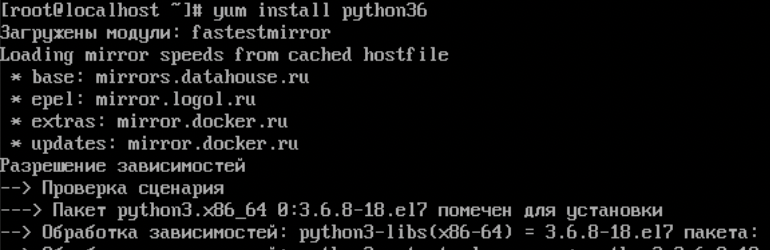 [root@localhost ~]# yum install python36
Загружены модули: fastestmirror
Loading mirror speeds from cached hostfile
* base: mirrors.datahouse.ru
* epel: mirror.logol.ru
* extras: mirror.docker.ru
* updates: mirror.docker.ru
Разрешение зависимостей
--> Проверка сценария
---> Пакет python3.x86_64 0:3.6.8-18.el7 помечен для установки
--> Обработка зависимостей: python3-libs(x86-64) = 3.6.8-18.el7 пакета: